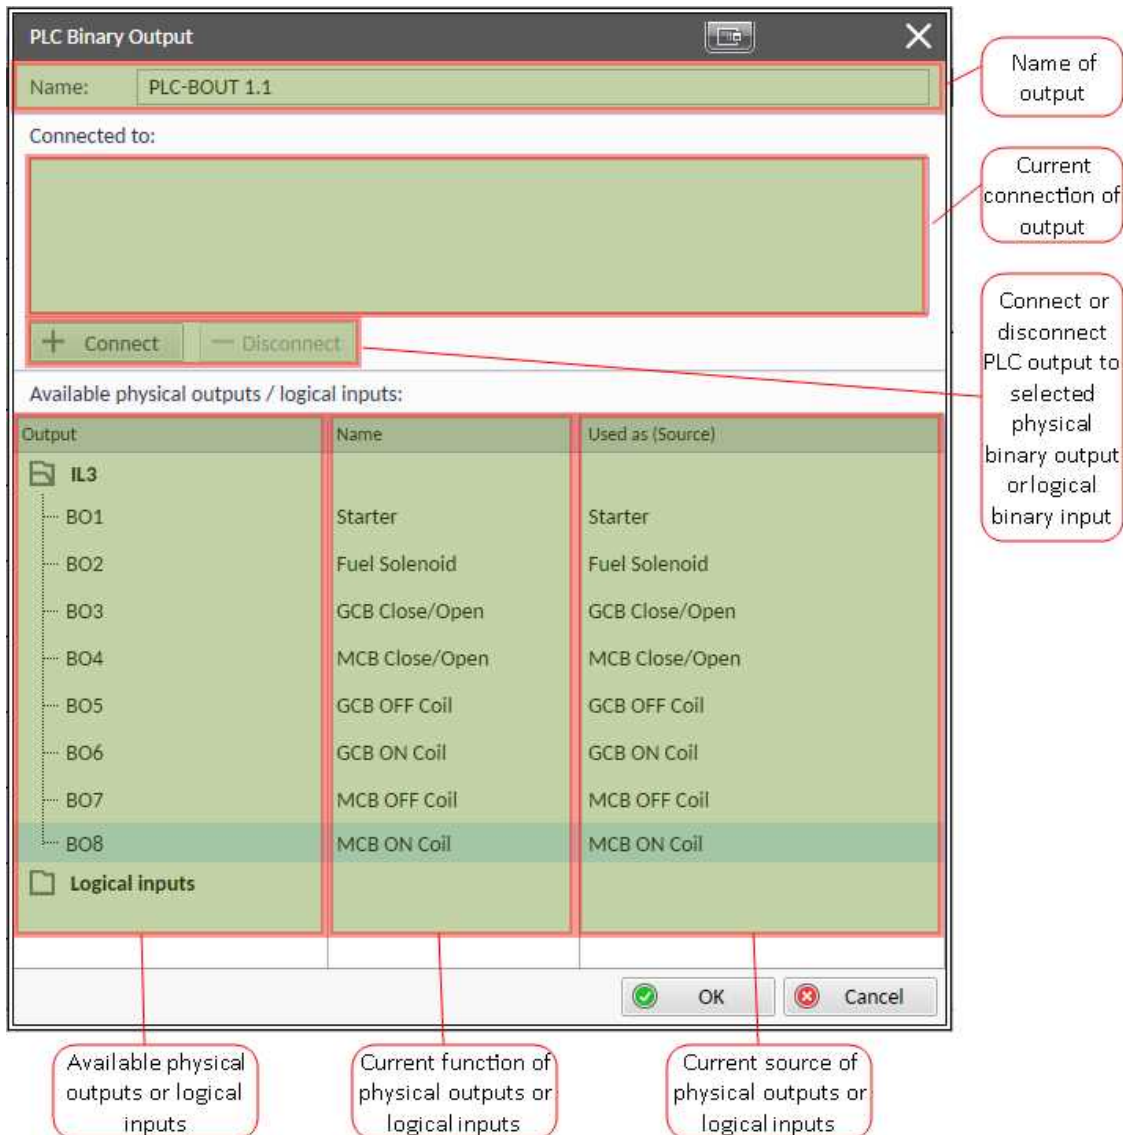 PLC Binary Output
Name: PLC-BOUT 1.1
Name of
output
Connected to:
Current
connection of
output
Connect Disconnect
Connect or
disconnect
PLC output to
selected
physical
binary output
or logical
binary input
Available physical outputs / logical inputs:
Output Name Used as (Source)
IL3
BO1 Starter Starter
BO2 Fuel Solenoid Fuel Solenoid
BO3 GCB Close/Open GCB Close/Open
BO4 MCB Close/Open MCB Close/Open
BO5 GCB OFF Coil GCB OFF Coil
BO6 GCB ON Coil GCB ON Coil
BO7 MCB OFF Coil MCB OFF Coil
BO8 MCB ON Coil MCB ON Coil
Logical inputs
OK Cancel
Available physical
outputs or logical
inputs
Current function of
physical outputs or
logical inputs
Current source of
physical outputs or
logical inputs